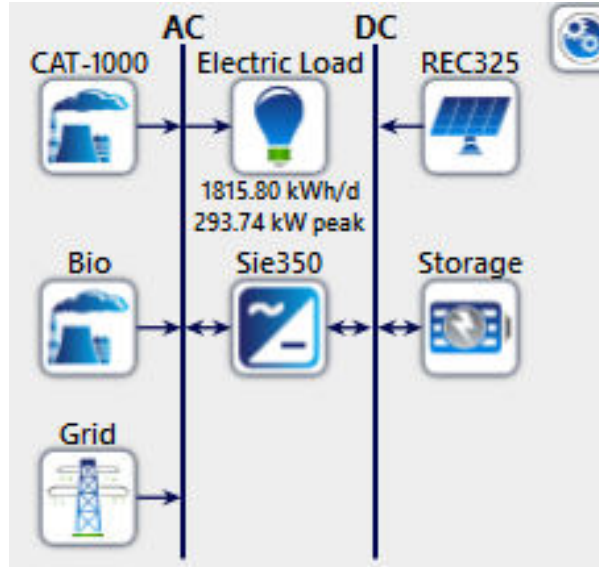 AC
DC
CAT-1000
Electric Load
REC325
1815.80 kWh/d
293.74 kW peak
Bio
Sie350
Storage
Grid